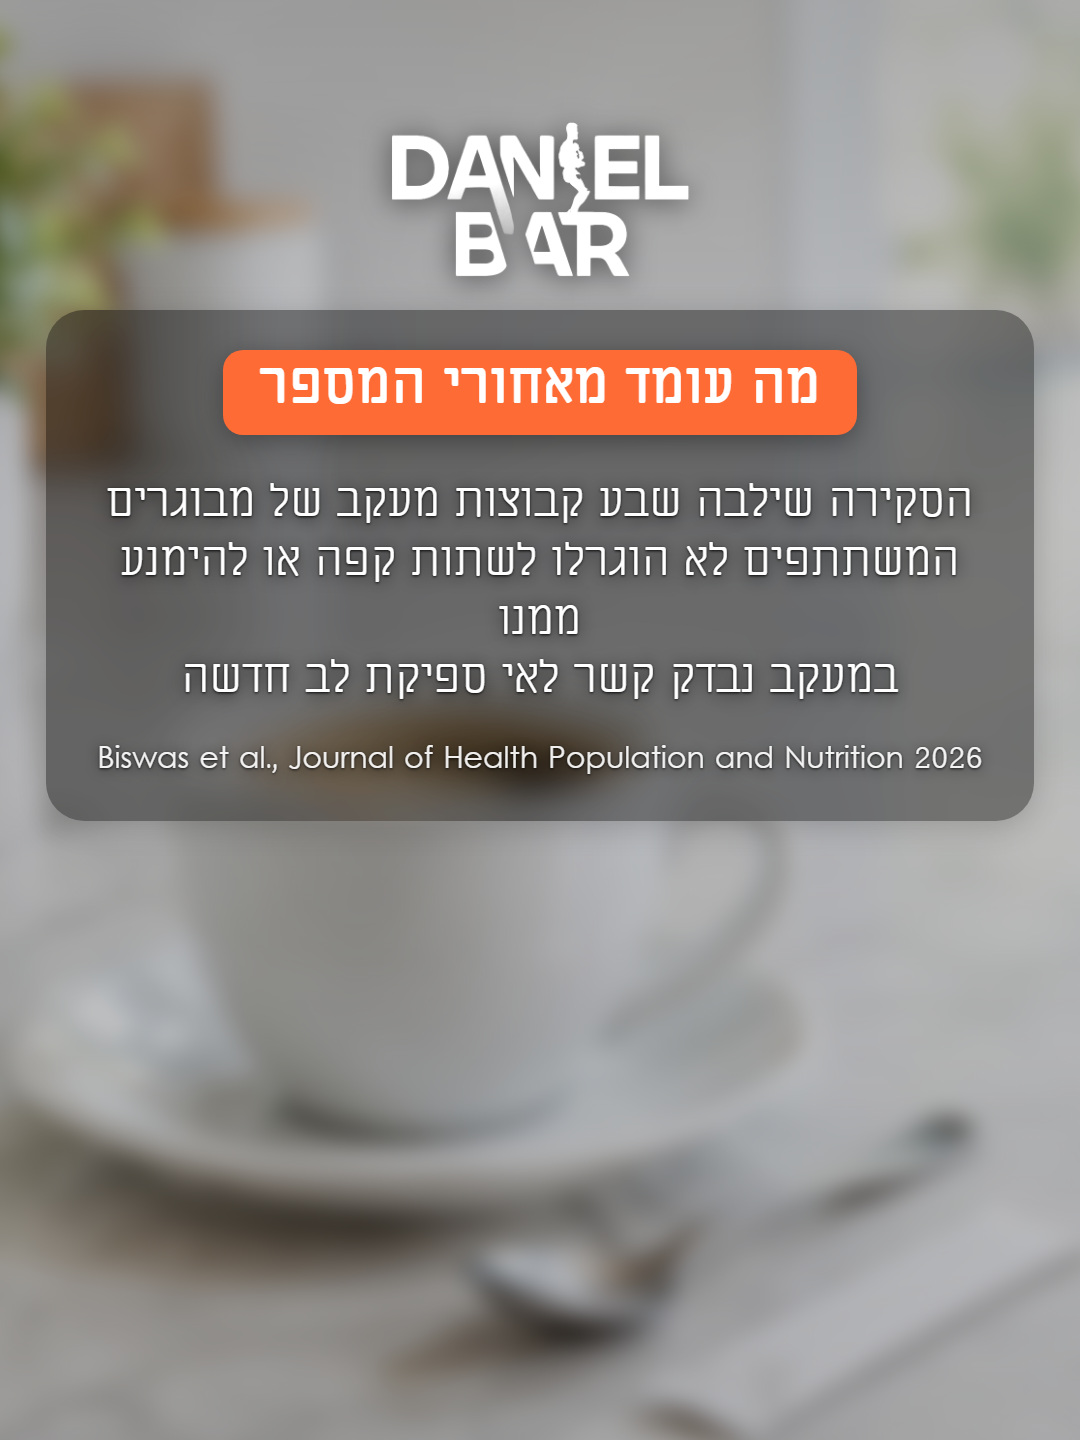 DANIEL
BAR
מה עומד מאחורי המספר
הסקירה שילבה שבע קבוצות מעקב של מבוגרים
המשתתפים לא הוגרלו לשתות קפה או להימנע
ממנו
במעקב נבדק קשר לאי ספיקת לב חדשה
Biswas et al., Journal of Health Population and Nutrition 2026